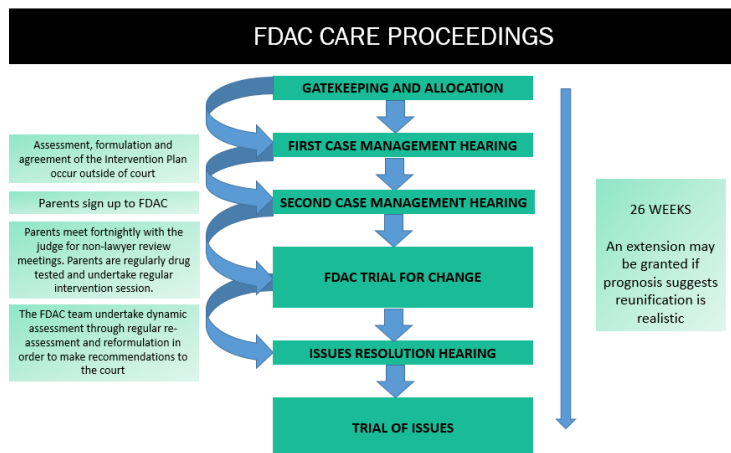 FDAC CARE PROCEEDINGS
GATEKEEPING AND ALLOCATION
FIRST CASE MANAGEMENT HEARING
Assessment, formulation and
agreement of the Intervention Plan
occur outside of court
SECOND CASE MANAGEMENT HEARING
Parents sign up to FDAC
Parents meet fortnightly with the
judge for non-lawyer review
meetings. Parents are regularly drug
tested and undertake regular
intervention session.
FDAC TRIAL FOR CHANGE
The FDAC team undertake dynamic
assessment through regular re-
assessment and reformulation in
order to make recommendations to
the court
ISSUES RESOLUTION HEARING
TRIAL OF ISSUES
26 WEEKS
An extension may
be granted if
prognosis suggests
reunification is
realistic